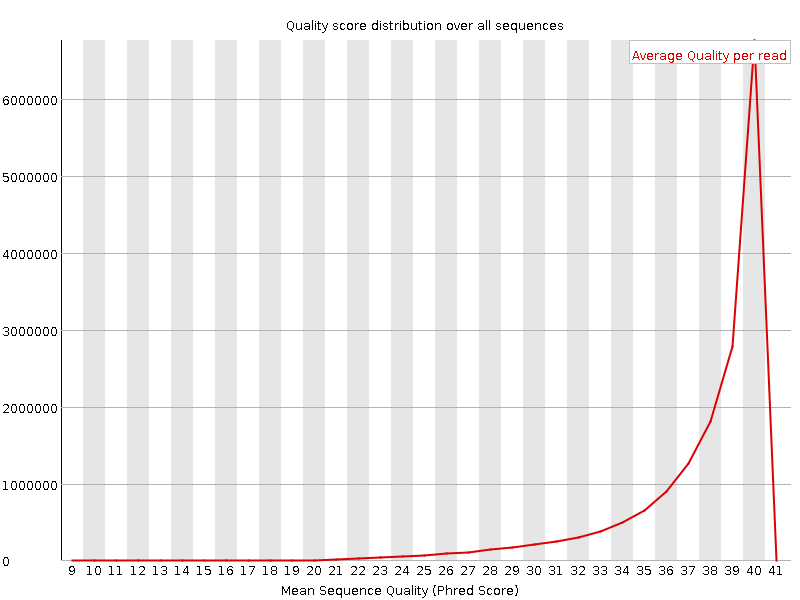 Quality score distribution over all sequences
Average Quality per read
6000000
5000000
4000000
3000000
2000000
1000000
0
9 10 11 12 13 14 15 16 17 18 19 20 21 22 23 24 25 26 27 28 29 30 31 32 33 34 35 36 37 38 39 40 41
Mean Sequence Quality (Phred Score)